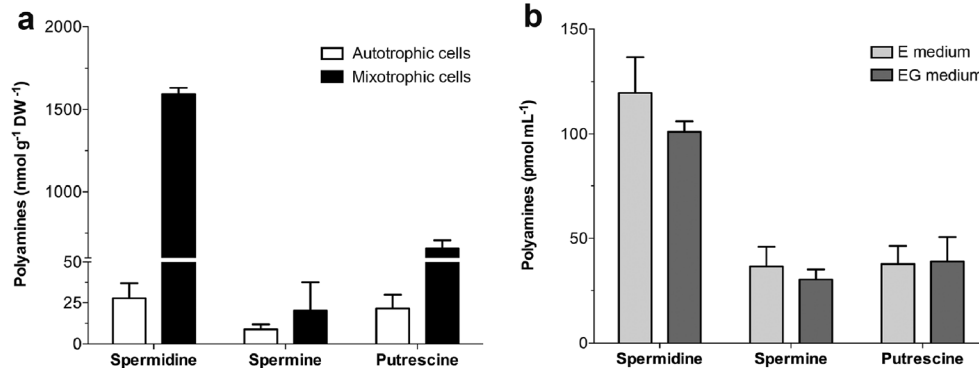 a
2000
1500
1000
50
25
0
Polyamines (nmol g-1 DW-1)
Autotrophic cells
Mixotrophic cells
Spermidine Spermine Putrescine
b
150
100
50
0
Polyamines (pmol mL-1)
E medium
EG medium
Spermidine Spermine Putrescine